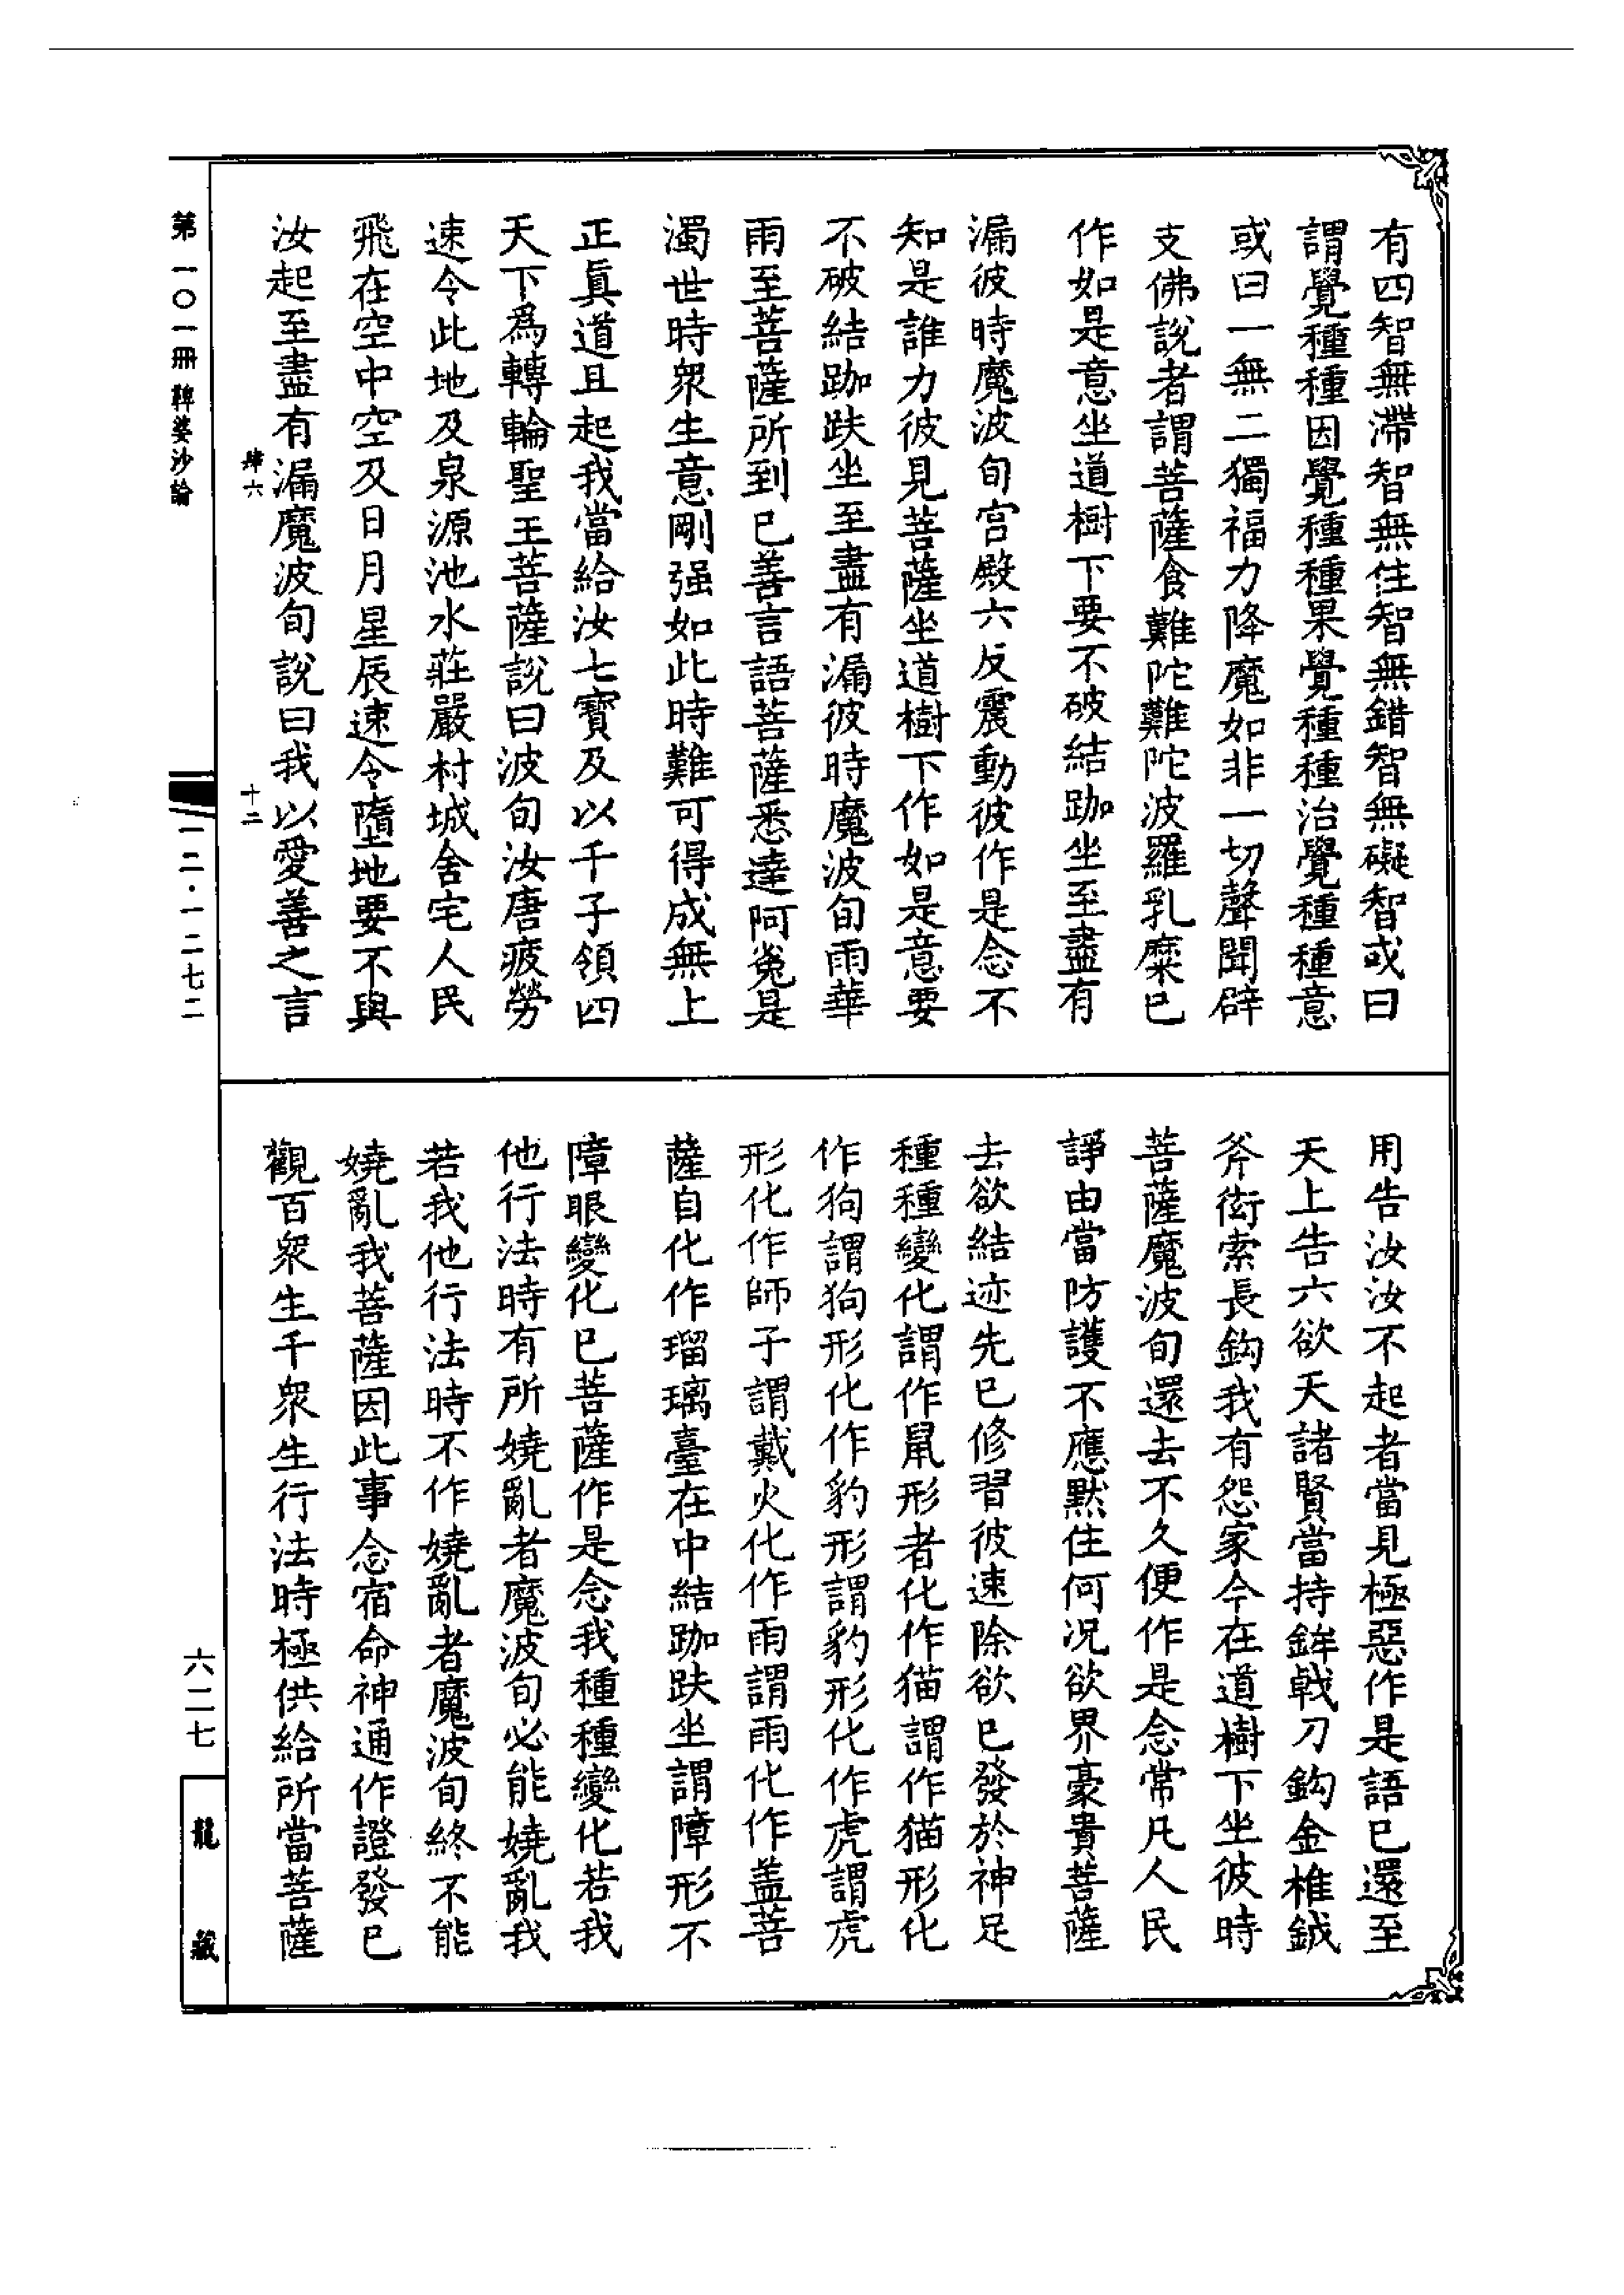 有四智無滯智無住智無錯智無礙智或曰
謂覺種種因覺種種果覺種種治覺種種意
或曰一無二獨福力降魔如非一切聲聞辟
支佛說者謂菩薩食難陀難陀波羅乳糜已
作如是意坐道樹下要不破結跏坐至盡有
漏彼時魔波旬宮殿六反震動彼作是念不
知是誰力彼見菩薩坐道樹下作如是意要
不破結跏趺坐至盡有漏彼時魔波旬雨華
雨至菩薩所到已善言語菩薩悉達阿㝹是
濁世時眾生意剛强如此時難可得成無上
正眞道且起我當給汝七寶及以千子領四
天下爲轉輪聖王菩薩說曰波旬汝唐疲勞
速令此地及泉源池水莊嚴村城舍宅人民
飛在空中空及日月星辰速令墮地要不與
汝起至盡有漏魔波旬說曰我以愛善之言
用告汝汝不起者當見極惡作是語已還至
天上告六欲天天諸賢當持鉾戟刀鈎金椎鉞
斧衒索長鈎我有怨家今在道樹下坐彼時
菩薩魔波旬還去不久便作是念常凡人民
諍由當防護不應默住何況欲界豪貴菩薩
去欲結迹先已修習彼速除欲已發於神足
種種變化謂作鼠形者化作猫謂作猫形化
作狗謂狗形化作豹形謂豹形化作虎謂虎
形化作師子謂戴火化作雨謂雨化作盖菩
薩自化作瑠璃臺在中結跏趺坐謂障形不
障眼變化已菩薩作是念我種種變化若我
他行法時有所嬈亂者魔波旬必能嬈亂我
若我他行法時不作嬈亂者魔波旬終不能
嬈亂我菩薩因此事念宿命神通作證發已
觀百眾生千眾生行法時極供給所當菩薩
肆六
十二
第一〇一冊 鞞婆沙論
一二·一二七二
六二七
龍藏